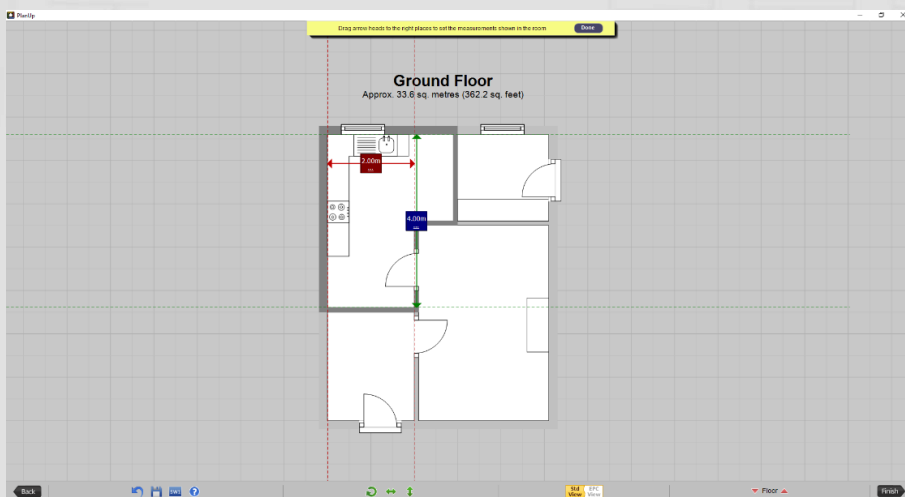 PlanUp
Drag arrow heads to the right places to set the measurements shown in the room
Done
Ground Floor
Approx. 33.6 sq. metres (362.2 sq. feet)
2.00m
4.00m
Back
Std View
EPC View
Floor
Finish